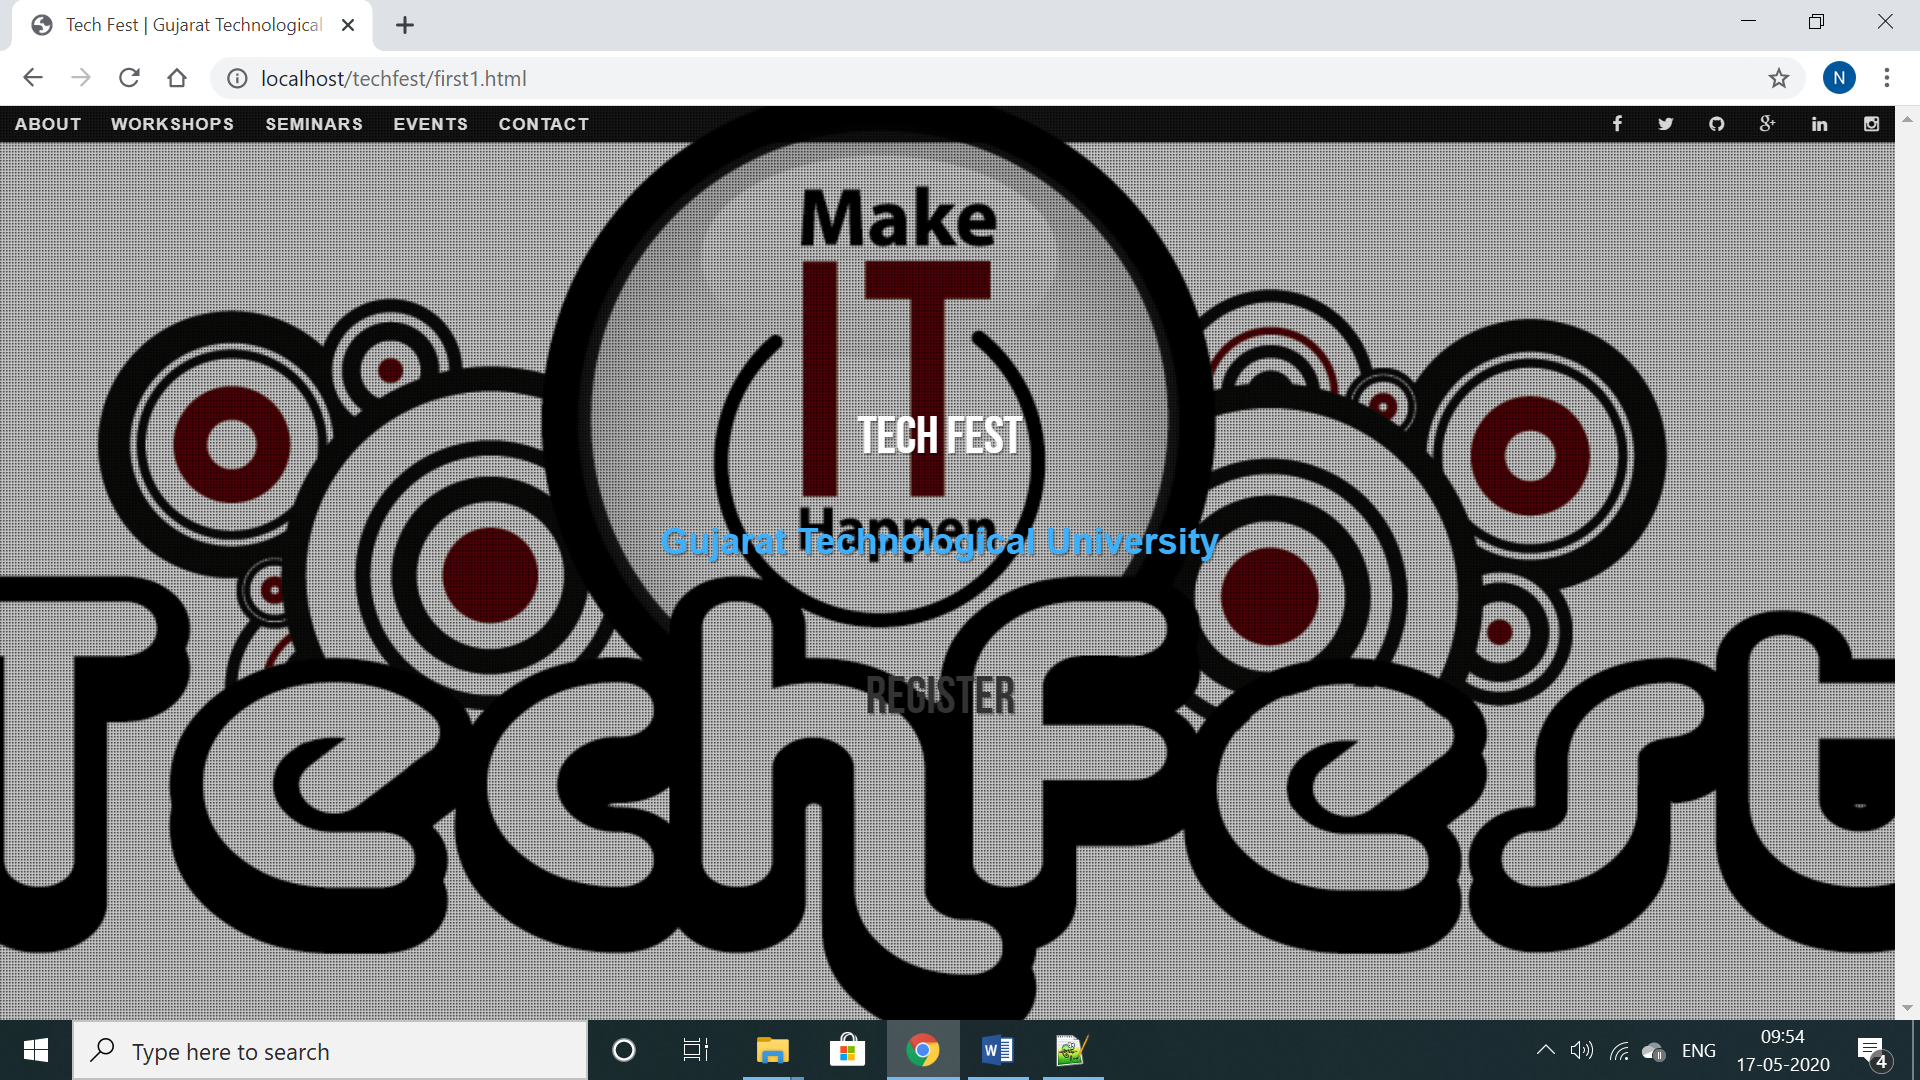 Tech Fest | Gujarat Technological
localhost/techfest/first1.html
N
ABOUT WORKSHOPS SEMINARS EVENTS CONTACT
Make
IT
TECH FEST
Happen
Gujarat Technological University
REGISTER
TechFest
Type here to search
ENG
09:54
17-05-2020
4